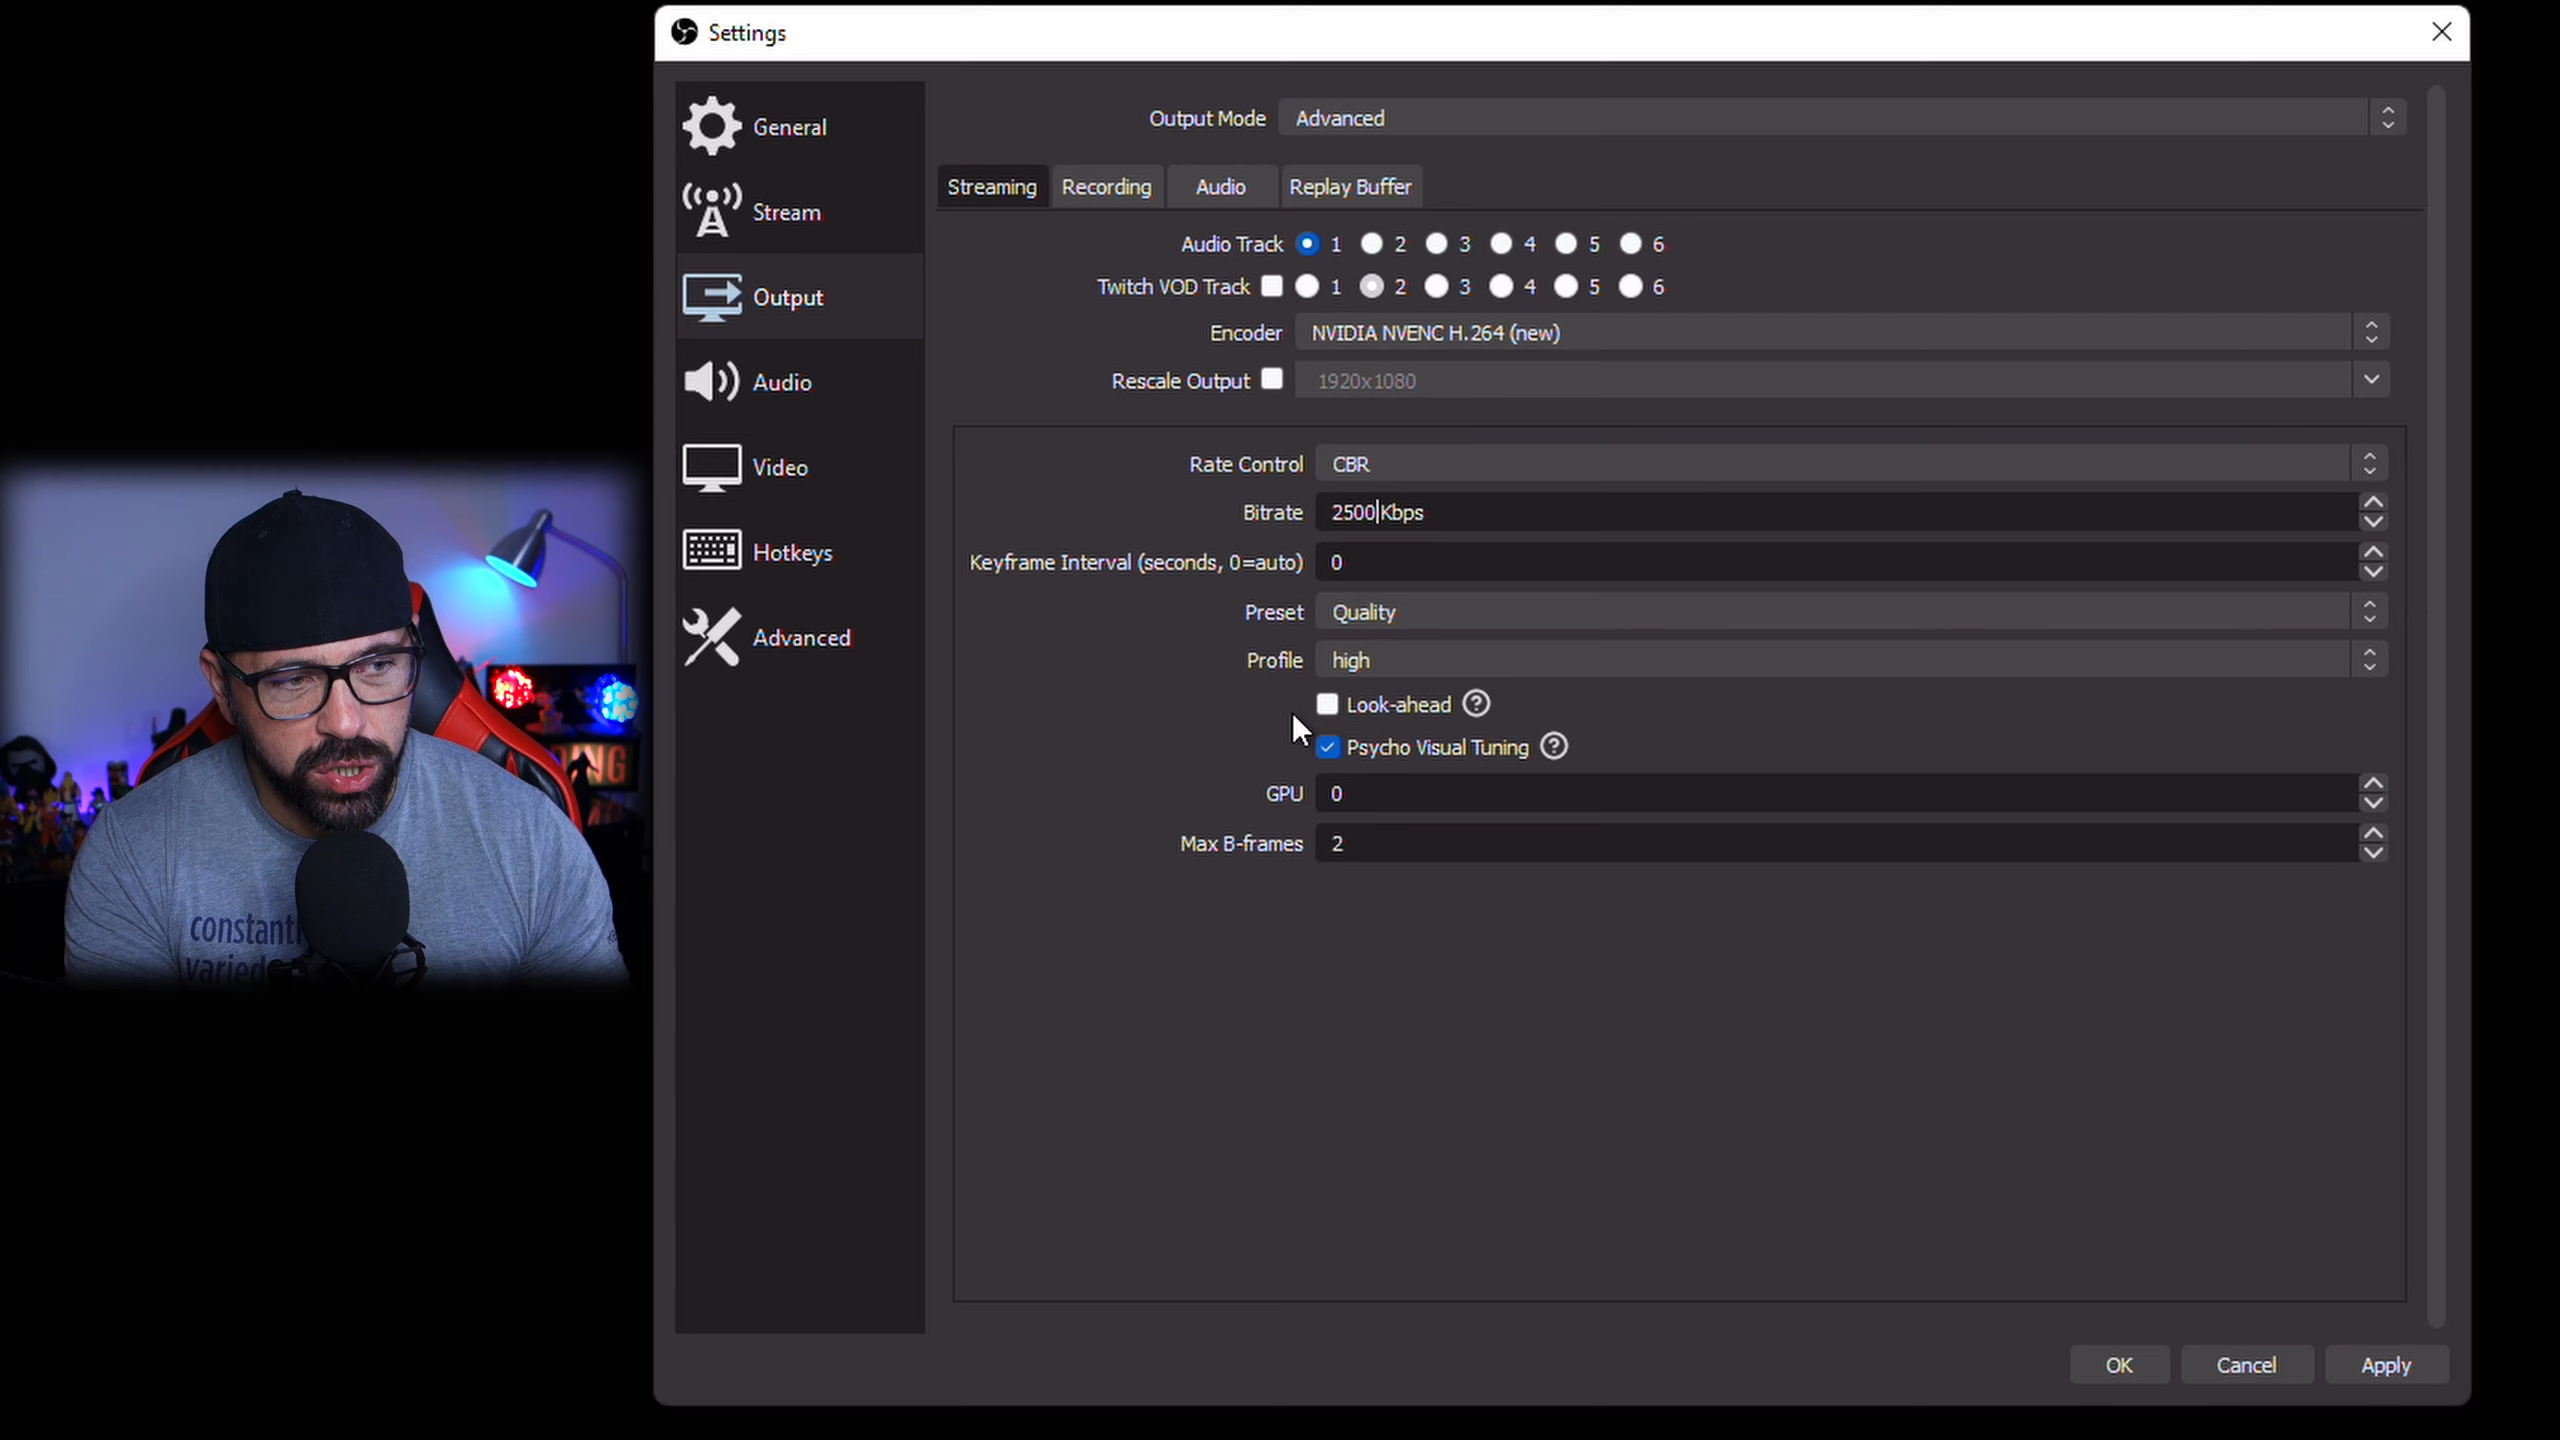 Settings
General
Stream
Output
Audio
Video
Hotkeys
Advanced
Output Mode Advanced
Streaming Recording Audio Replay Buffer
Audio Track 1 2 3 4 5 6
Twitch VOD Track 1 2 3 4 5 6
Encoder NVIDIA NVENC H.264 (new)
Rescale Output 1920x1080
Rate Control CBR
Bitrate 2500 Kbps
Keyframe Interval (seconds, 0=auto) 0
Preset Quality
Profile high
Look-ahead ?
Psycho Visual Tuning ?
GPU 0
Max B-frames 2
OK Cancel Apply
varied